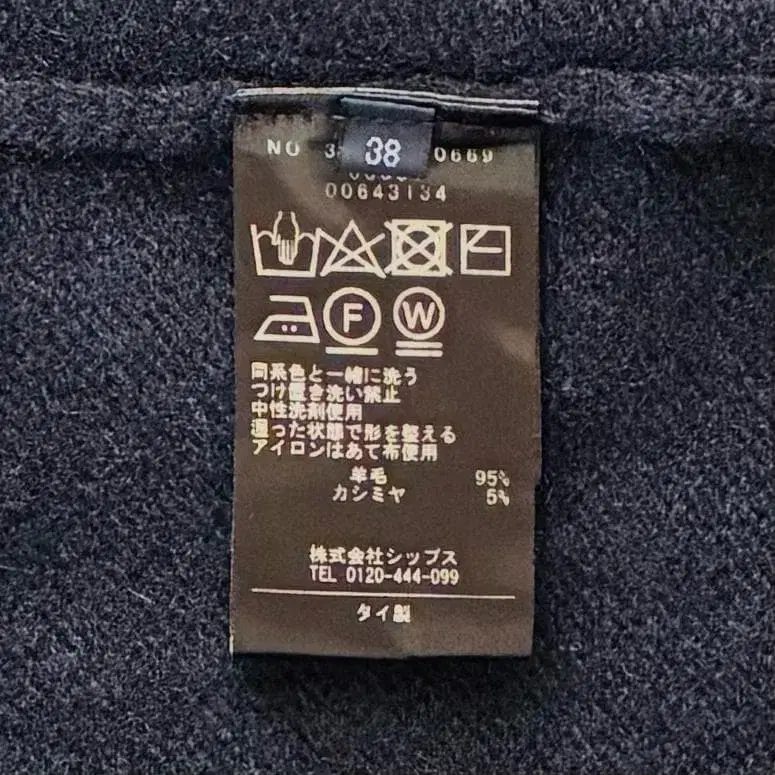 38
NO 3 0669
00643134
F W
同系色と一緒に洗う
つけ置き洗い禁止
中性洗剤使用
湿った状態で形を整える
アイロンはあて布使用
羊毛 95%
カシミヤ 5%
株式会社シップス
TEL 0120-444-099
タイ製